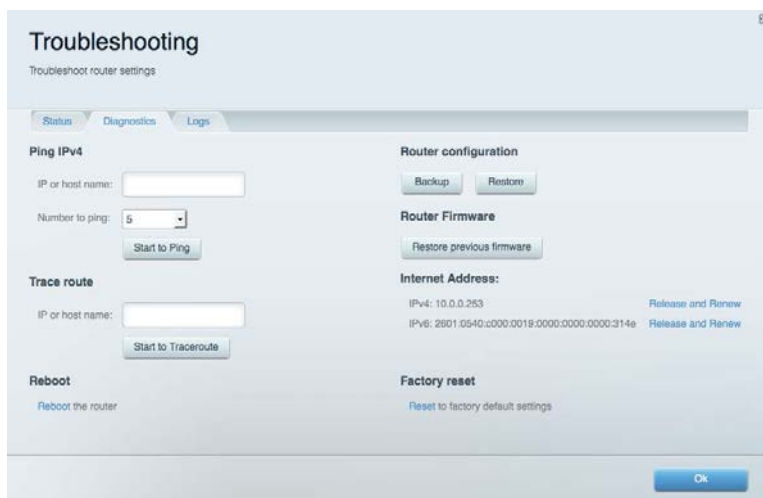 Troubleshooting
Troubleshoot router settings
Status
Diagnostics
Logs
Ping IPv4
IP or host name:
Number to ping: 5
Start to Ping
Trace route
IP or host name:
Start to Traceroute
Reboot
Reboot the router
Router configuration
Backup
Restore
Router Firmware
Restore previous firmware
Internet Address:
IPv4: 10.0.0.253 Release and Renew
IPv6: 2601:0540:c000:0019:0000:0000:0000:314e Release and Renew
Factory reset
Reset to factory default settings
Ok